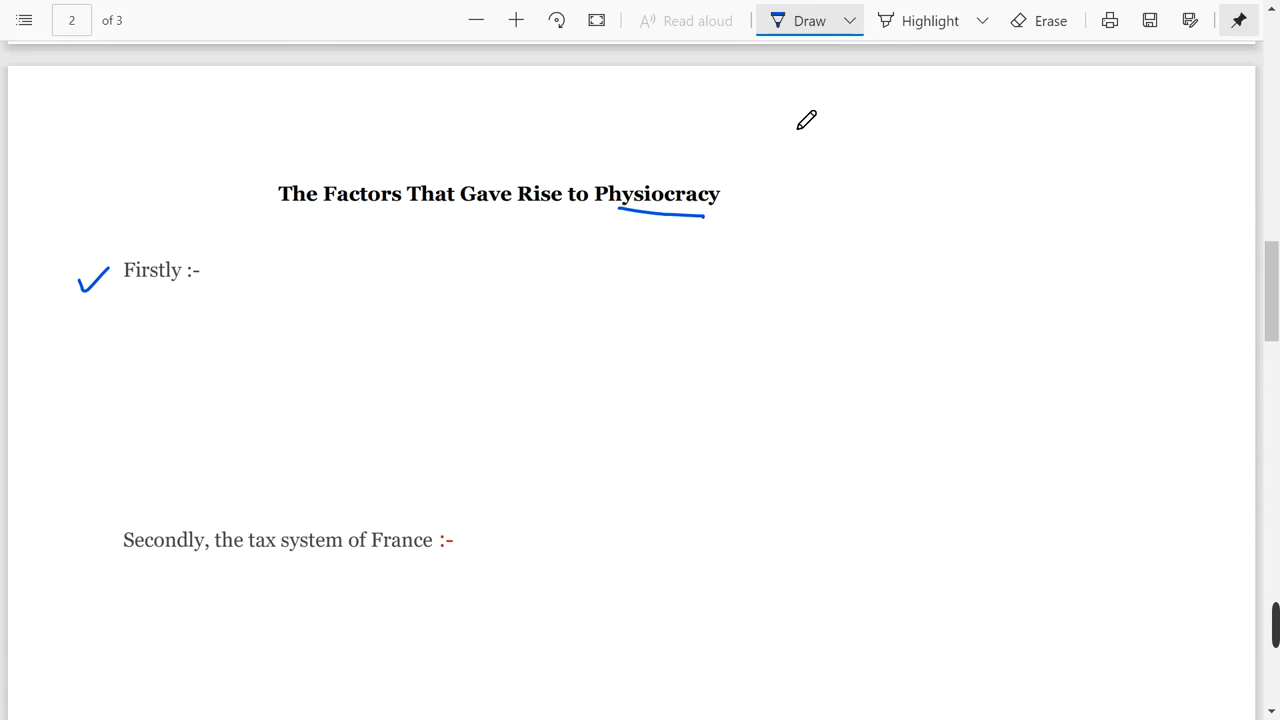 2 of 3 Read aloud Draw Highlight Erase
The Factors That Gave Rise to Physiocracy
Firstly :-
Secondly, the tax system of France :-